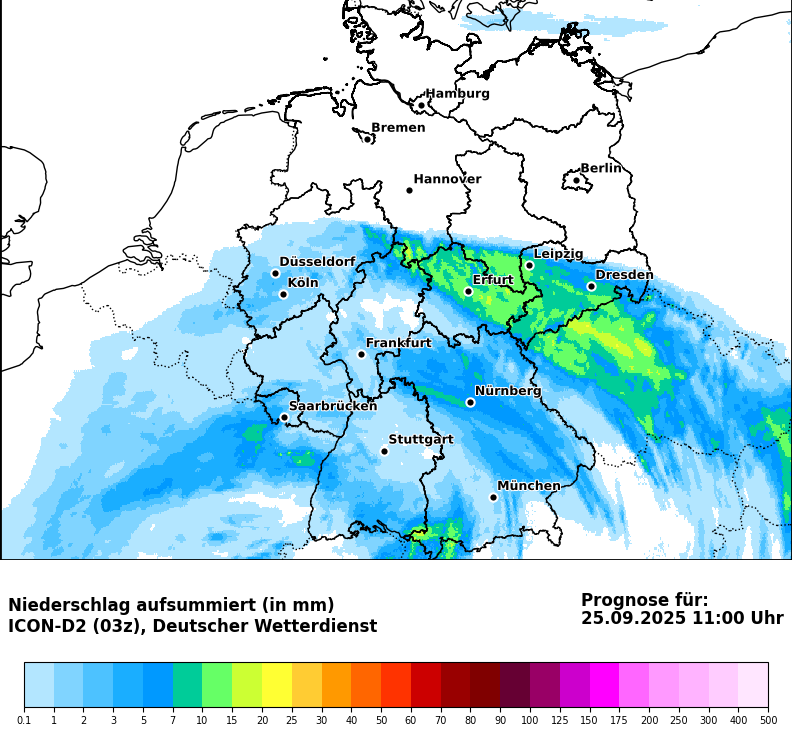 Hamburg
Bremen
Berlin
Hannover
Leipzig
Düsseldorf
Dresden
Köln
Erfurt
Frankfurt
Nürnberg
Saarbrücken
Stuttgart
München
Niederschlag aufsummiert (in mm)
ICON-D2 (03z), Deutscher Wetterdienst
Prognose für:
25.09.2025 11:00 Uhr
0.1 1 2 3 5 7 10 15 20 25 30 40 50 60 70 80 90 100 125 150 175 200 250 300 400 500